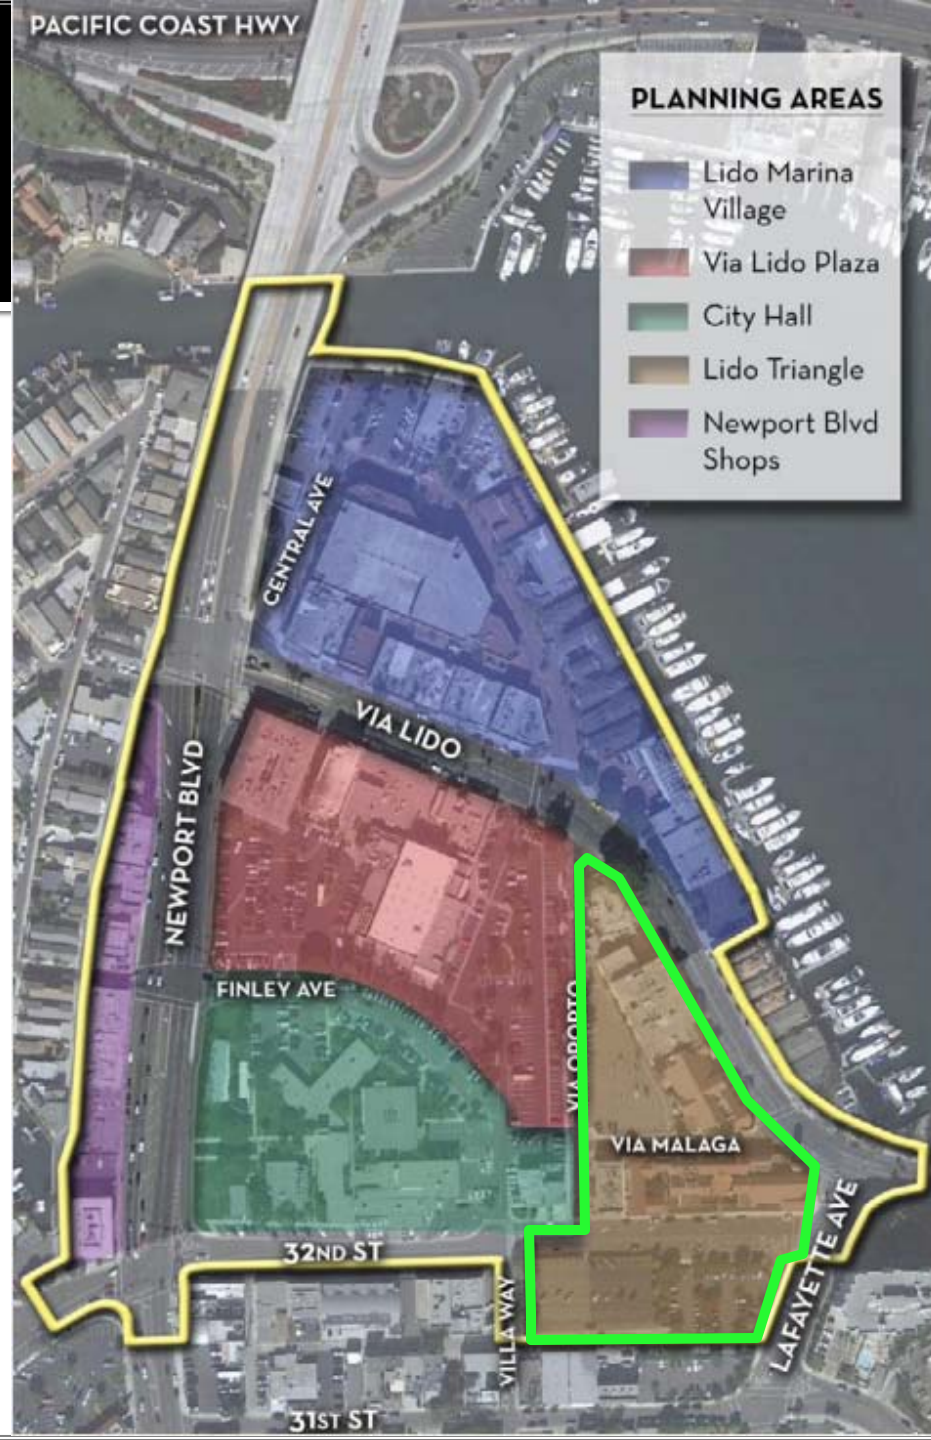 PACIFIC COAST HWY
PLANNING AREAS
Lido Marina
Village
Via Lido Plaza
City Hall
Lido Triangle
Newport Blvd
Shops
CENTRAL AVE
VIA LIDO
NEWPORT BLVD
FINLEY AVE
VIA OPORTO
VIA MALAGA
LAFAYETTE AVE
32ND ST
VILLA WAY
31ST ST